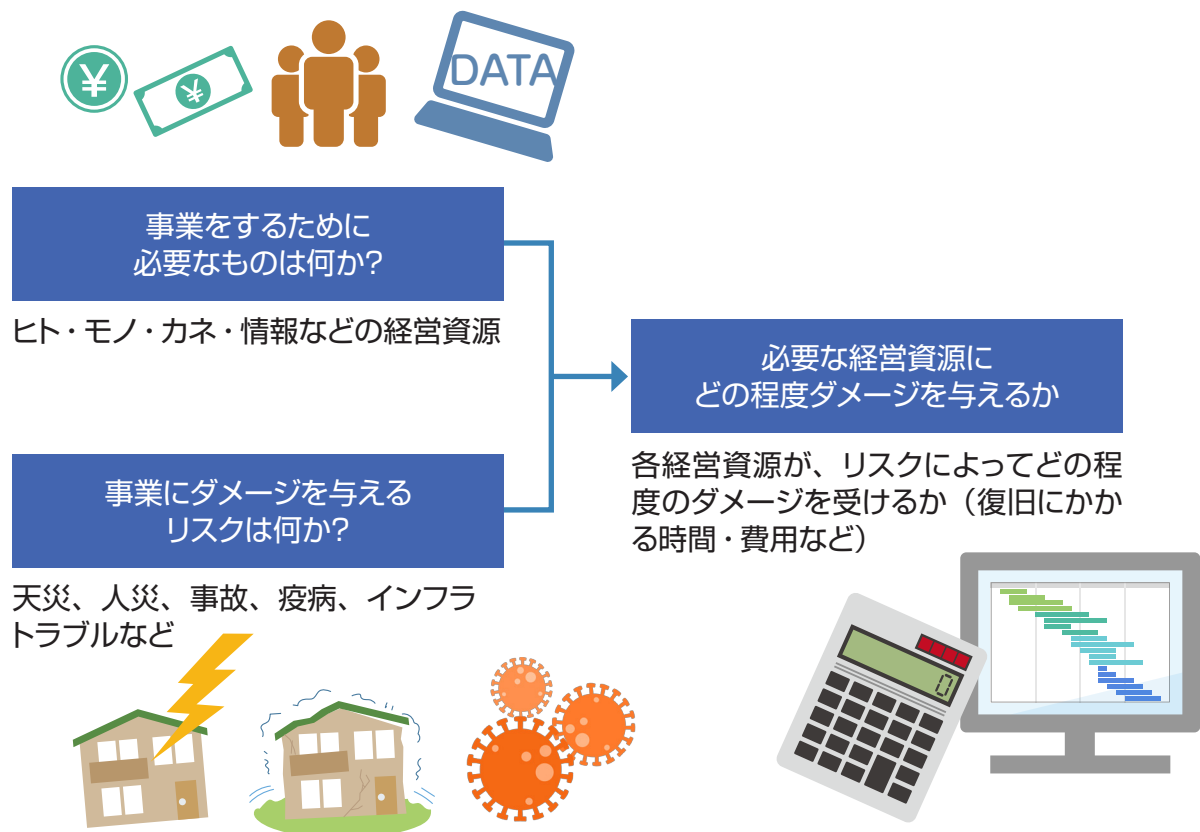 ¥
¥
DATA
事業をするために
必要なものは何か?
ヒト・モノ・カネ・情報などの経営資源
必要な経営資源に
どの程度ダメージを与えるか
各経営資源が、リスクによってどの程
度のダメージを受けるか（復旧にかか
る時間・費用など）
事業にダメージを与える
リスクは何か?
天災、人災、事故、疫病、インフラ
トラブルなど
0